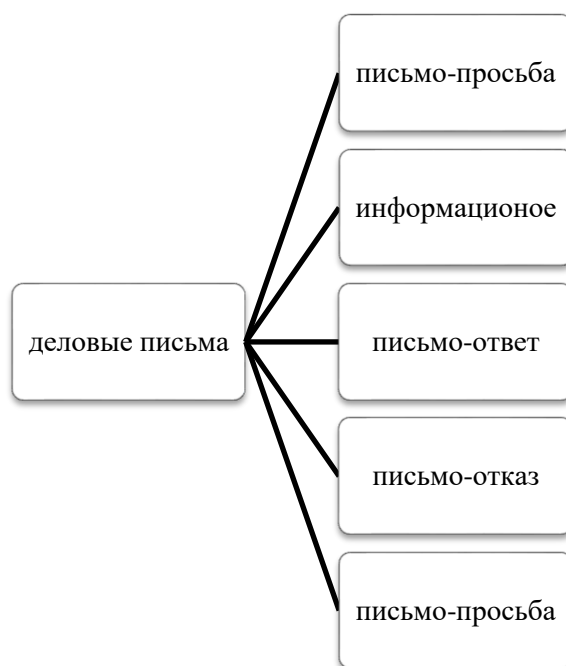 письмо-просьба
информационое
деловые письма
письмо-ответ
письмо-отказ
письмо-просьба